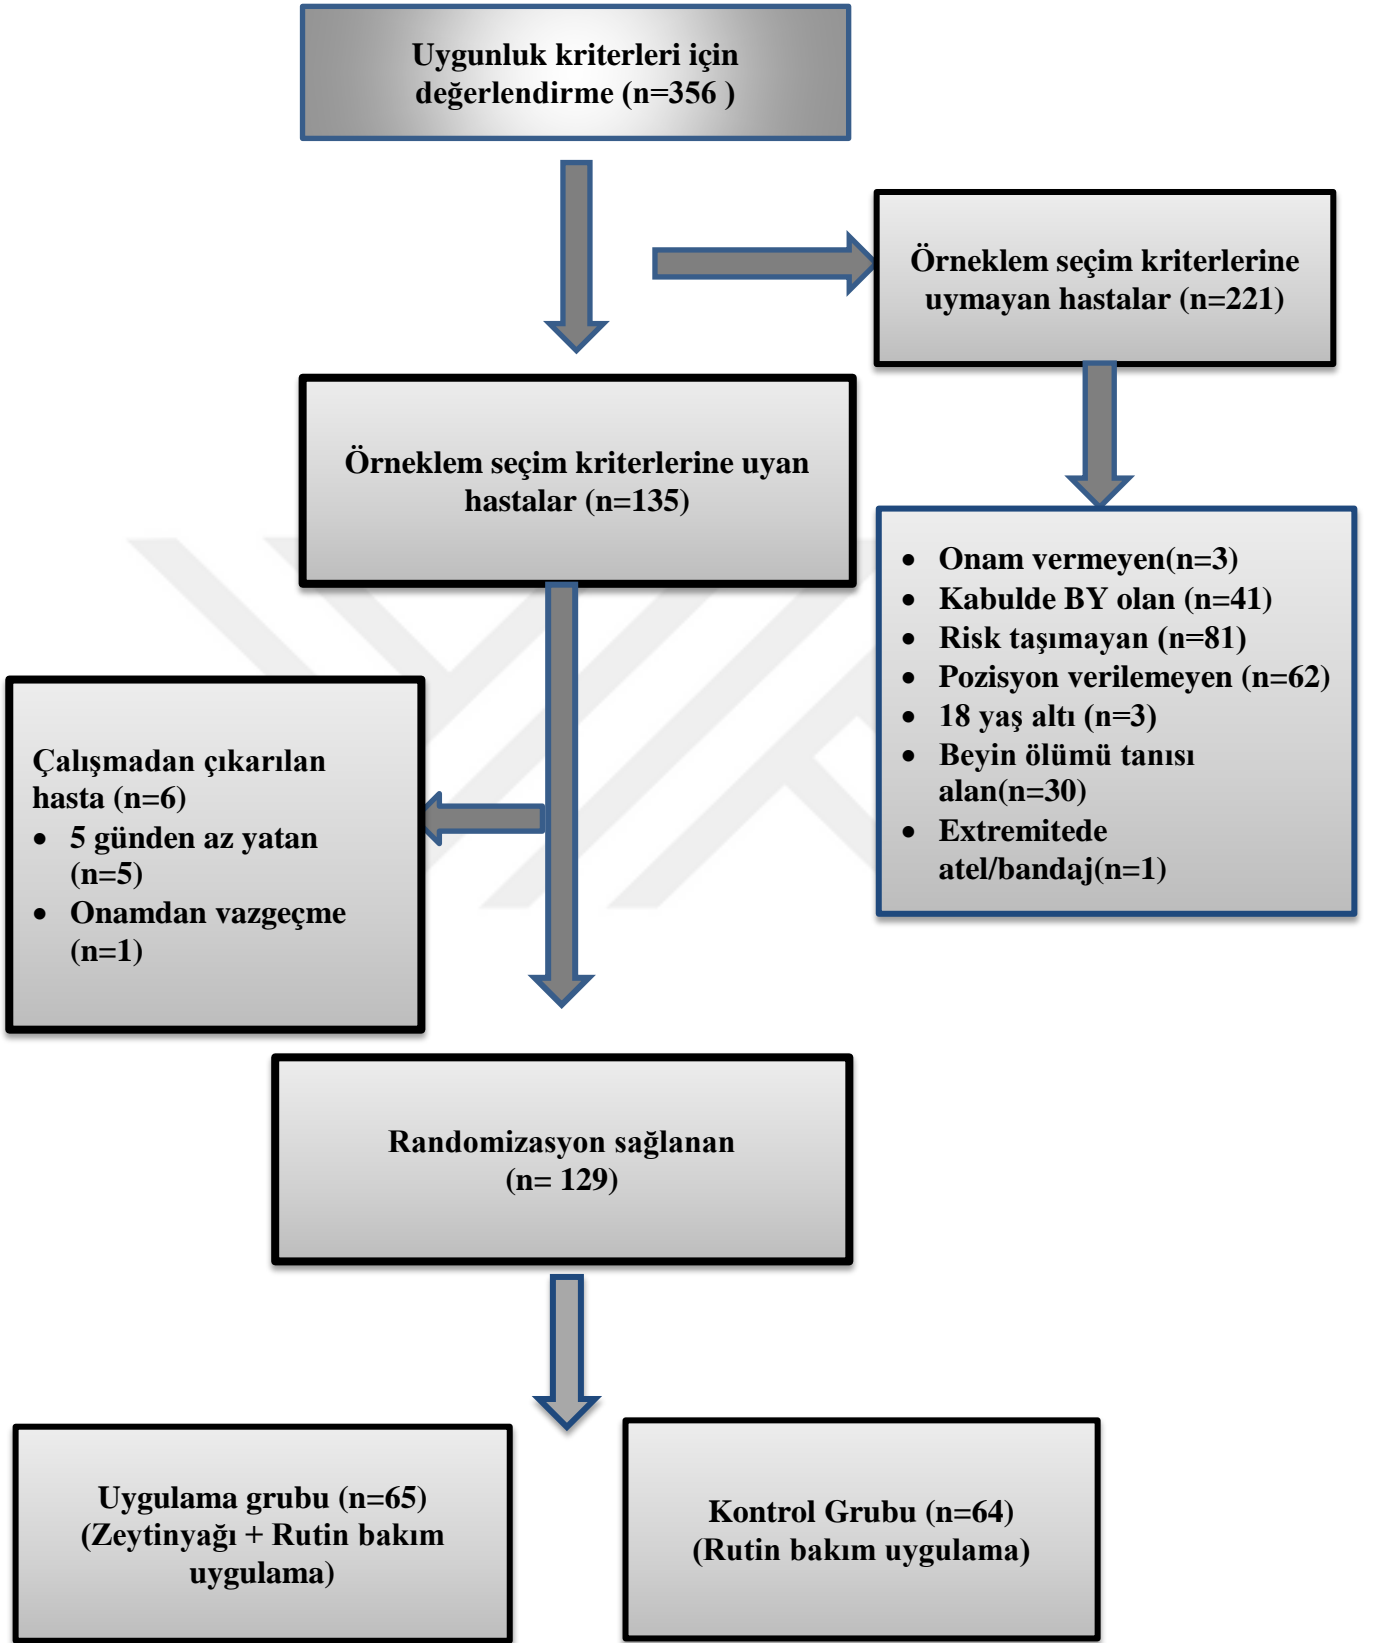 Uygunluk kriterleri için
değerlendirme (n=356 )
Örneklem seçim kriterlerine
uymayan hastalar (n=221)
Örneklem seçim kriterlerine uyan
hastalar (n=135)
• Onam vermeyen(n=3)
• Kabulde BY olan (n=41)
• Risk taşımayan (n=81)
• Pozisyon verilemeyen (n=62)
• 18 yaş altı (n=3)
• Beyin ölümü tanısı
alan(n=30)
• Extremitede
atel/bandaj(n=1)
Çalışmadan çıkarılan
hasta (n=6)
• 5 günden az yatan
(n=5)
• Onamdan vazgeçme
(n=1)
Randomizasyon sağlanan
(n= 129)
Uygulama grubu (n=65)
(Zeytinyağı + Rutin bakım
uygulama)
Kontrol Grubu (n=64)
(Rutin bakım uygulama)